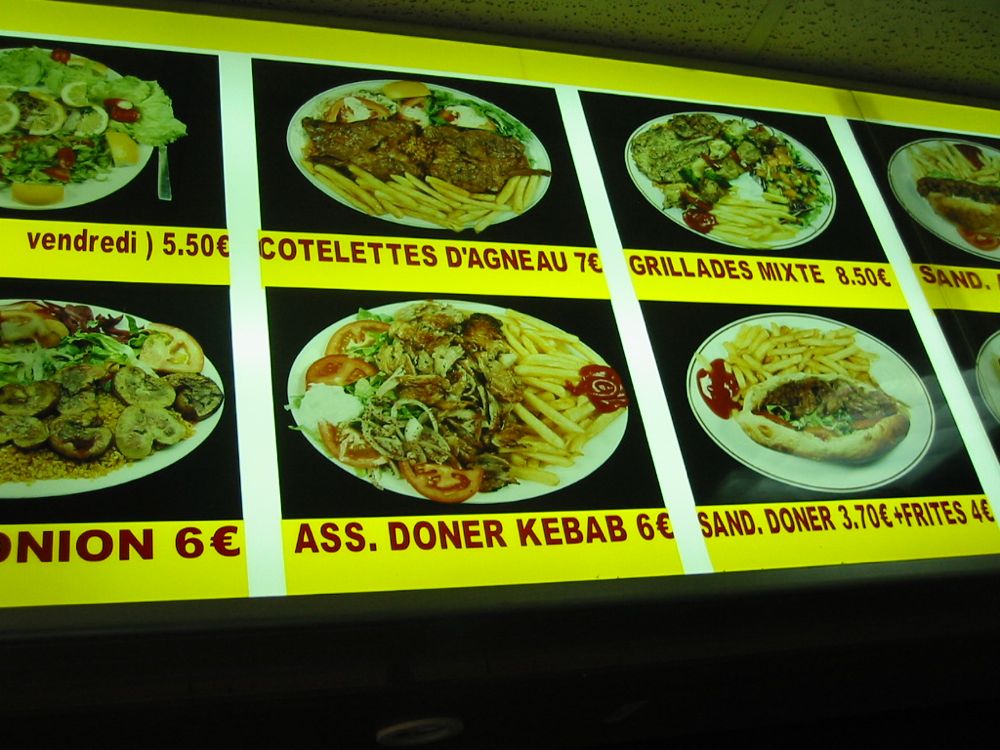 vendredi ) 5.50€
COTELETTES D'AGNEAU 7€
GRILLADES MIXTE 8.50€
SAND.
ONION 6€
ASS. DONER KEBAB 6€
SAND. DONER 3.70€+FRITES 4€